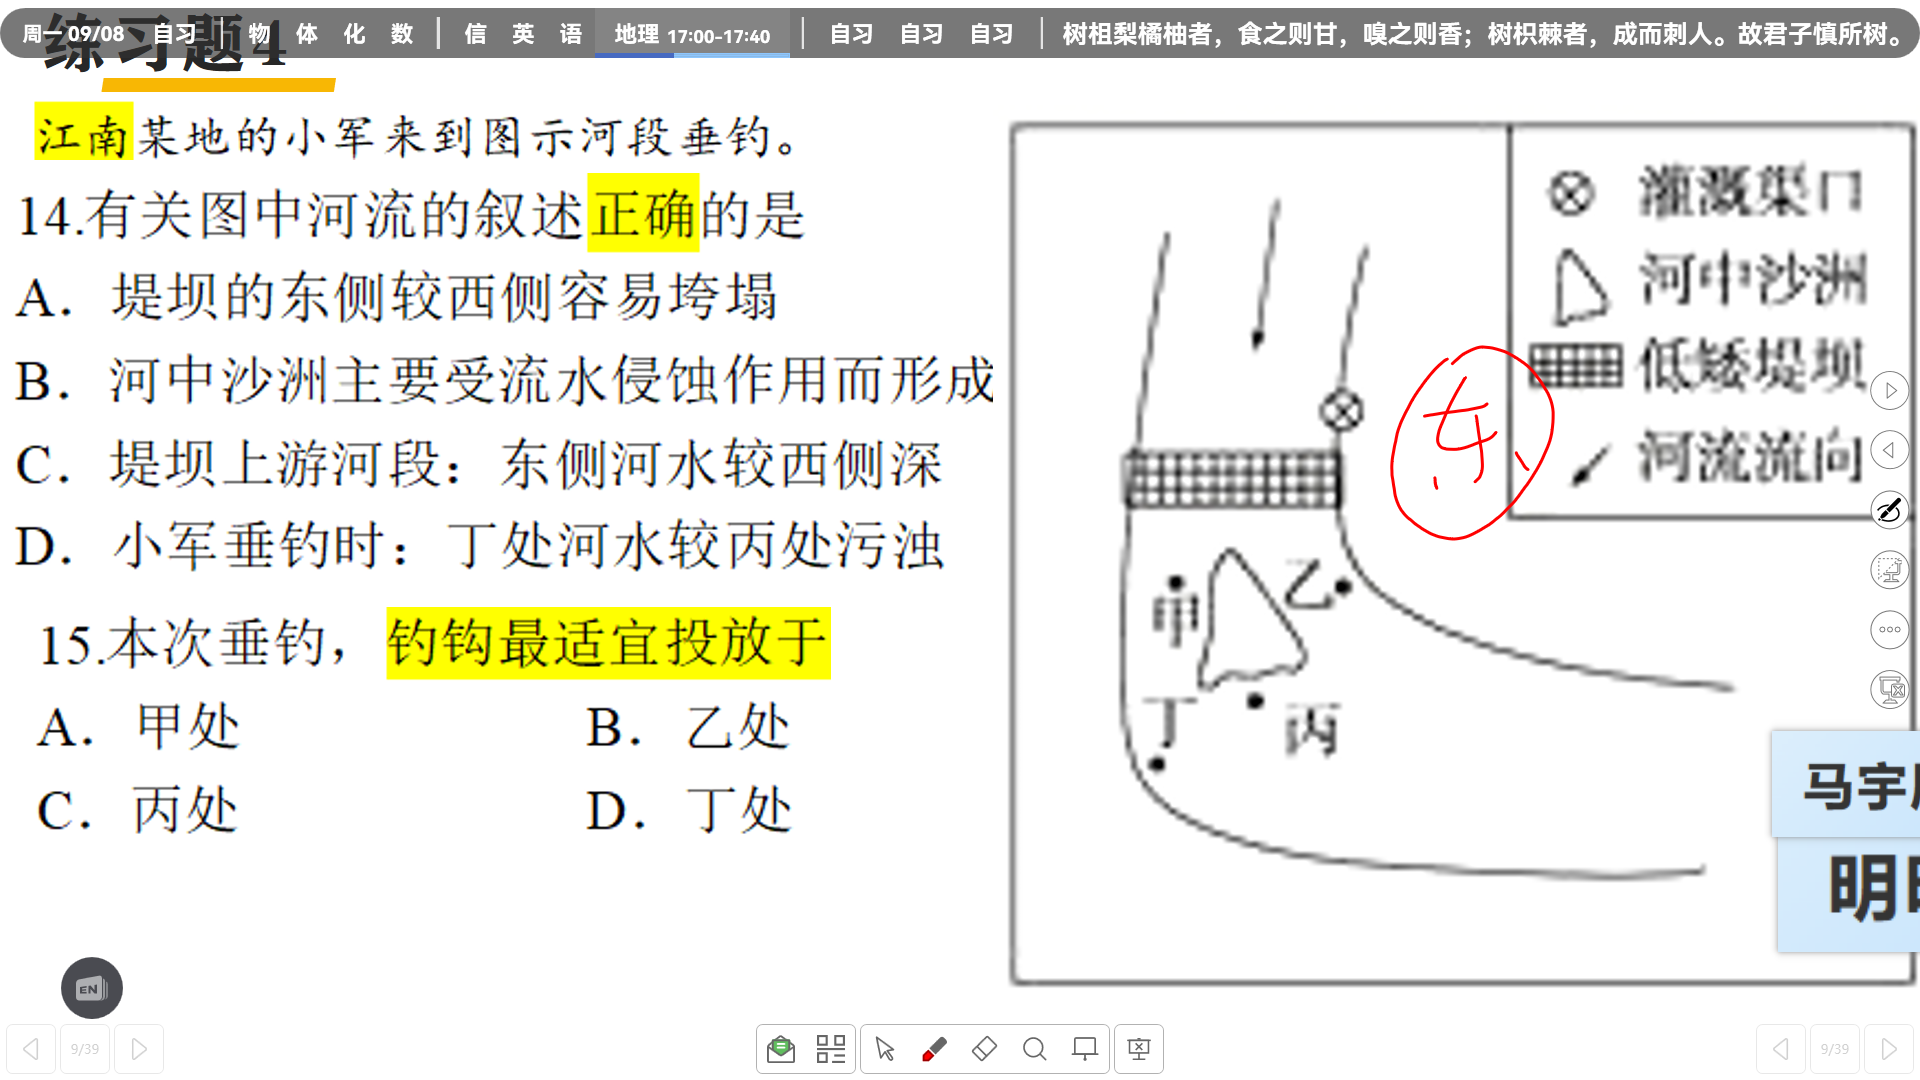 周一 09/08 自习 | 物 体 化 数 | 信 英 语 地理 17:00-17:40 | 自习 自习 自习 | 树柤梨橘柚者，食之则甘，嗅之则香；树枳棘者，成而刺人。故君子慎所树。
练习题4
江南某地的小军来到图示河段垂钓。
14.有关图中河流的叙述正确的是
A．堤坝的东侧较西侧容易垮塌
B．河中沙洲主要受流水侵蚀作用而形成
C．堤坝上游河段：东侧河水较西侧深
D．小军垂钓时：丁处河水较丙处污浊
15.本次垂钓，钓钩最适宜投放于
A．甲处 B．乙处
C．丙处 D．丁处
灌溉渠口
河中沙洲
低矮堤坝
河流流向
东
甲
乙
丙
丁
马宇
明
EN
9/39
9/39